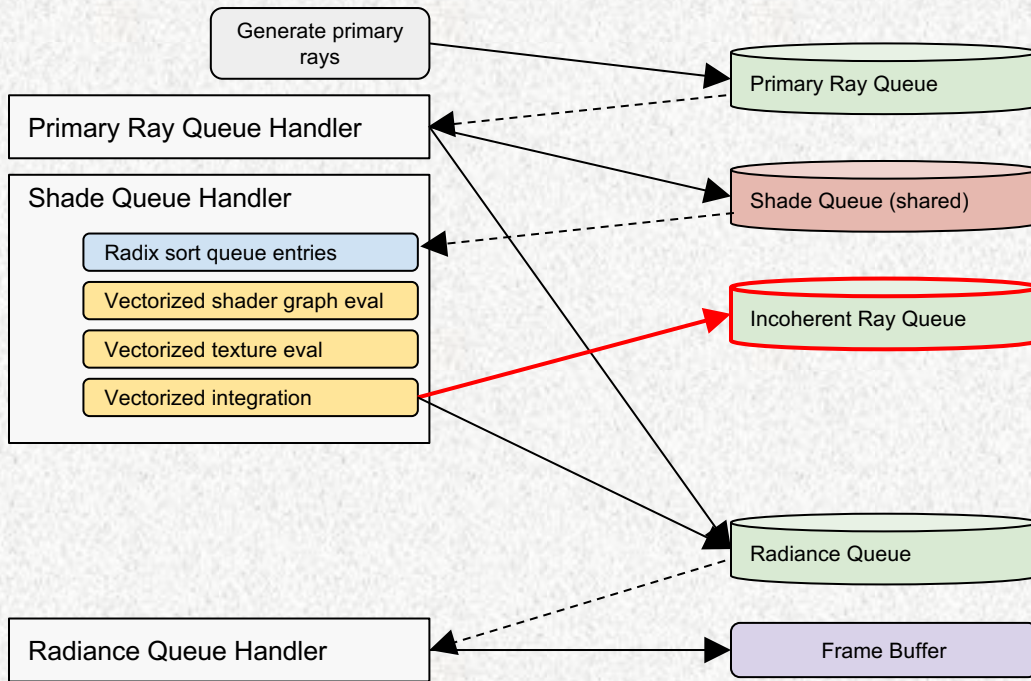 Generate primary
rays
Primary Ray Queue
Primary Ray Queue Handler
Shade Queue Handler
Shade Queue (shared)
Radix sort queue entries
Vectorized shader graph eval
Incoherent Ray Queue
Vectorized texture eval
Vectorized integration
Radiance Queue
Radiance Queue Handler
Frame Buffer